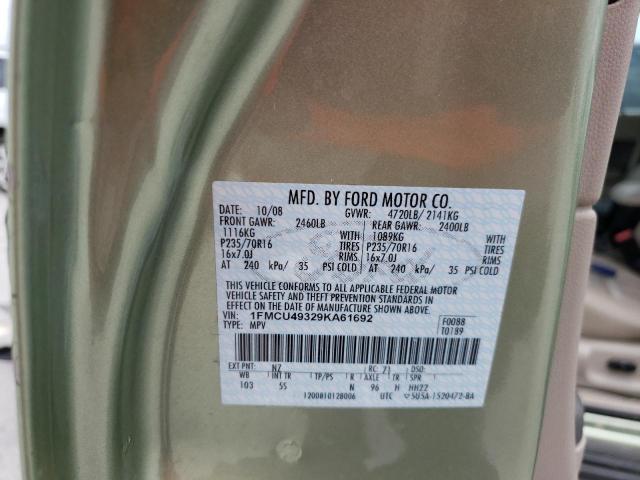 MFD. BY FORD MOTOR CO.
DATE: 10/08 GVWR: 4720LB/ 2141KG
FRONT GAWR: 2460LB REAR GAWR: 2400LB
1116KG WITH 1089KG WITH
P235/70R16 TIRES P235/70R16 TIRES
16x7.0J RIMS 16x7.0J RIMS
AT 240 kPa/ 35 PSI COLD AT 240 kPa/ 35 PSI COLD
THIS VEHICLE CONFORMS TO ALL APPLICABLE FEDERAL MOTOR
VEHICLE SAFETY AND THEFT PREVENTION STANDARDS IN
EFFECT ON THE DATE OF MANUFACTURE SHOWN ABOVE.
VIN: 1FMCU49329KA61692
TYPE: MPV
F0088
T0189
EXT PNT: NZ RC: 71 DSO:
WB INT TR TP/PS R AXLE TR SPR
103 55 N 96 H HH22
1200810128006 UTC 5U5A-1520472-BA